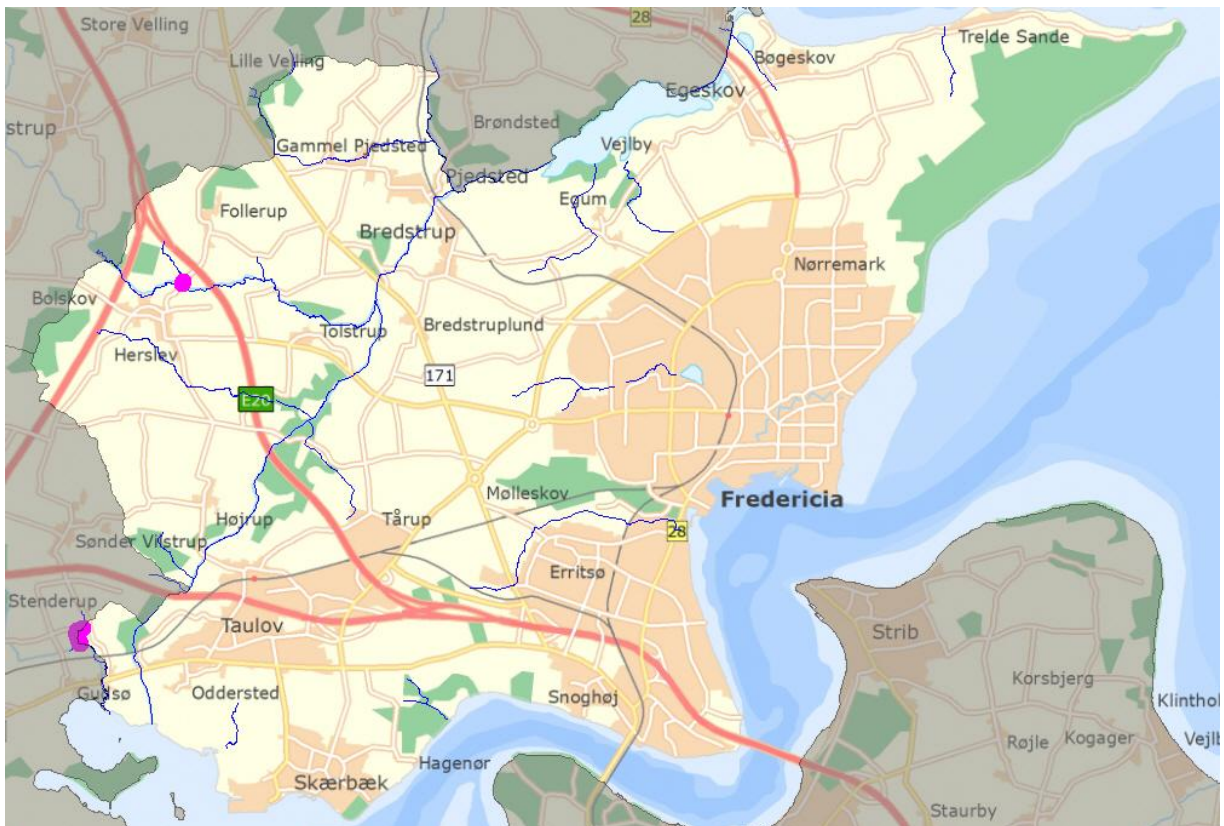 28
Store Velling
Trelde Sande
Bøgeskov
Lille Velling
Egeskov
strup
Brøndsted
Gammel Pjedsted
Vejlby
Pjedsted
Egum
Follerup
Bredstrup
Nørremark
Bolskov
Tolstrup
Bredstruplund
Herslev
171
E20
Mølleskov
Fredericia
Højrup
Tårup
28
Sønder Vilstrup
Erritsø
Stenderup
Taulov
Strib
Korsbjerg
Gudsø
Oddersted
Snoghøj
Klinthol
Røjle
Kogager
Vejlb
Hagenør
Skærbæk
Staurby